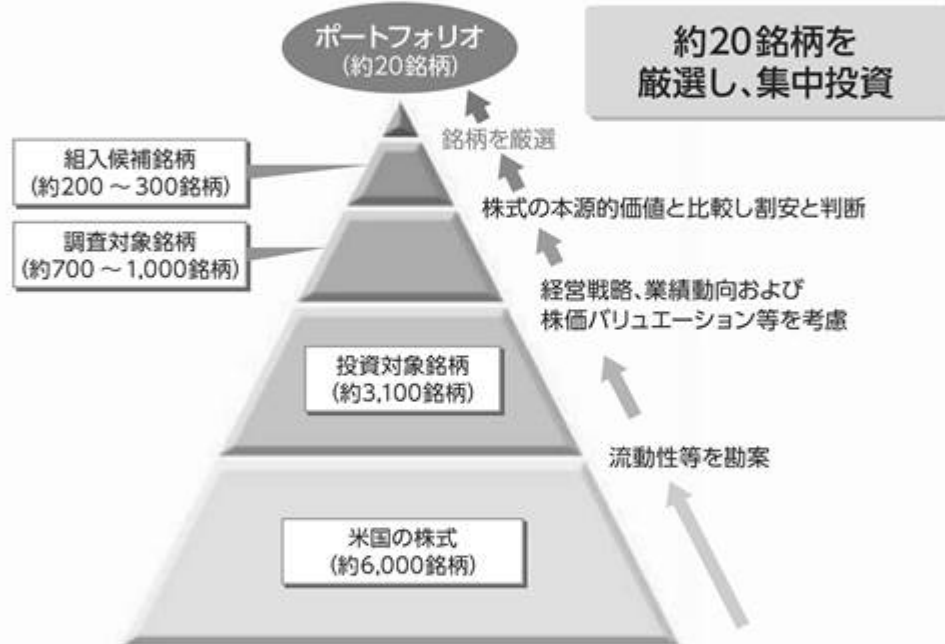 ポートフォリオ
(約20銘柄)
約20銘柄を
厳選し、集中投資
銘柄を厳選
組入候補銘柄
(約200 ～ 300銘柄)
株式の本源的価値と比較し割安と判断
調査対象銘柄
(約700 ～ 1,000銘柄)
経営戦略、業績動向および
株価バリュエーション等を考慮
投資対象銘柄
(約3,100銘柄)
流動性等を勘案
米国の株式
(約6,000銘柄)